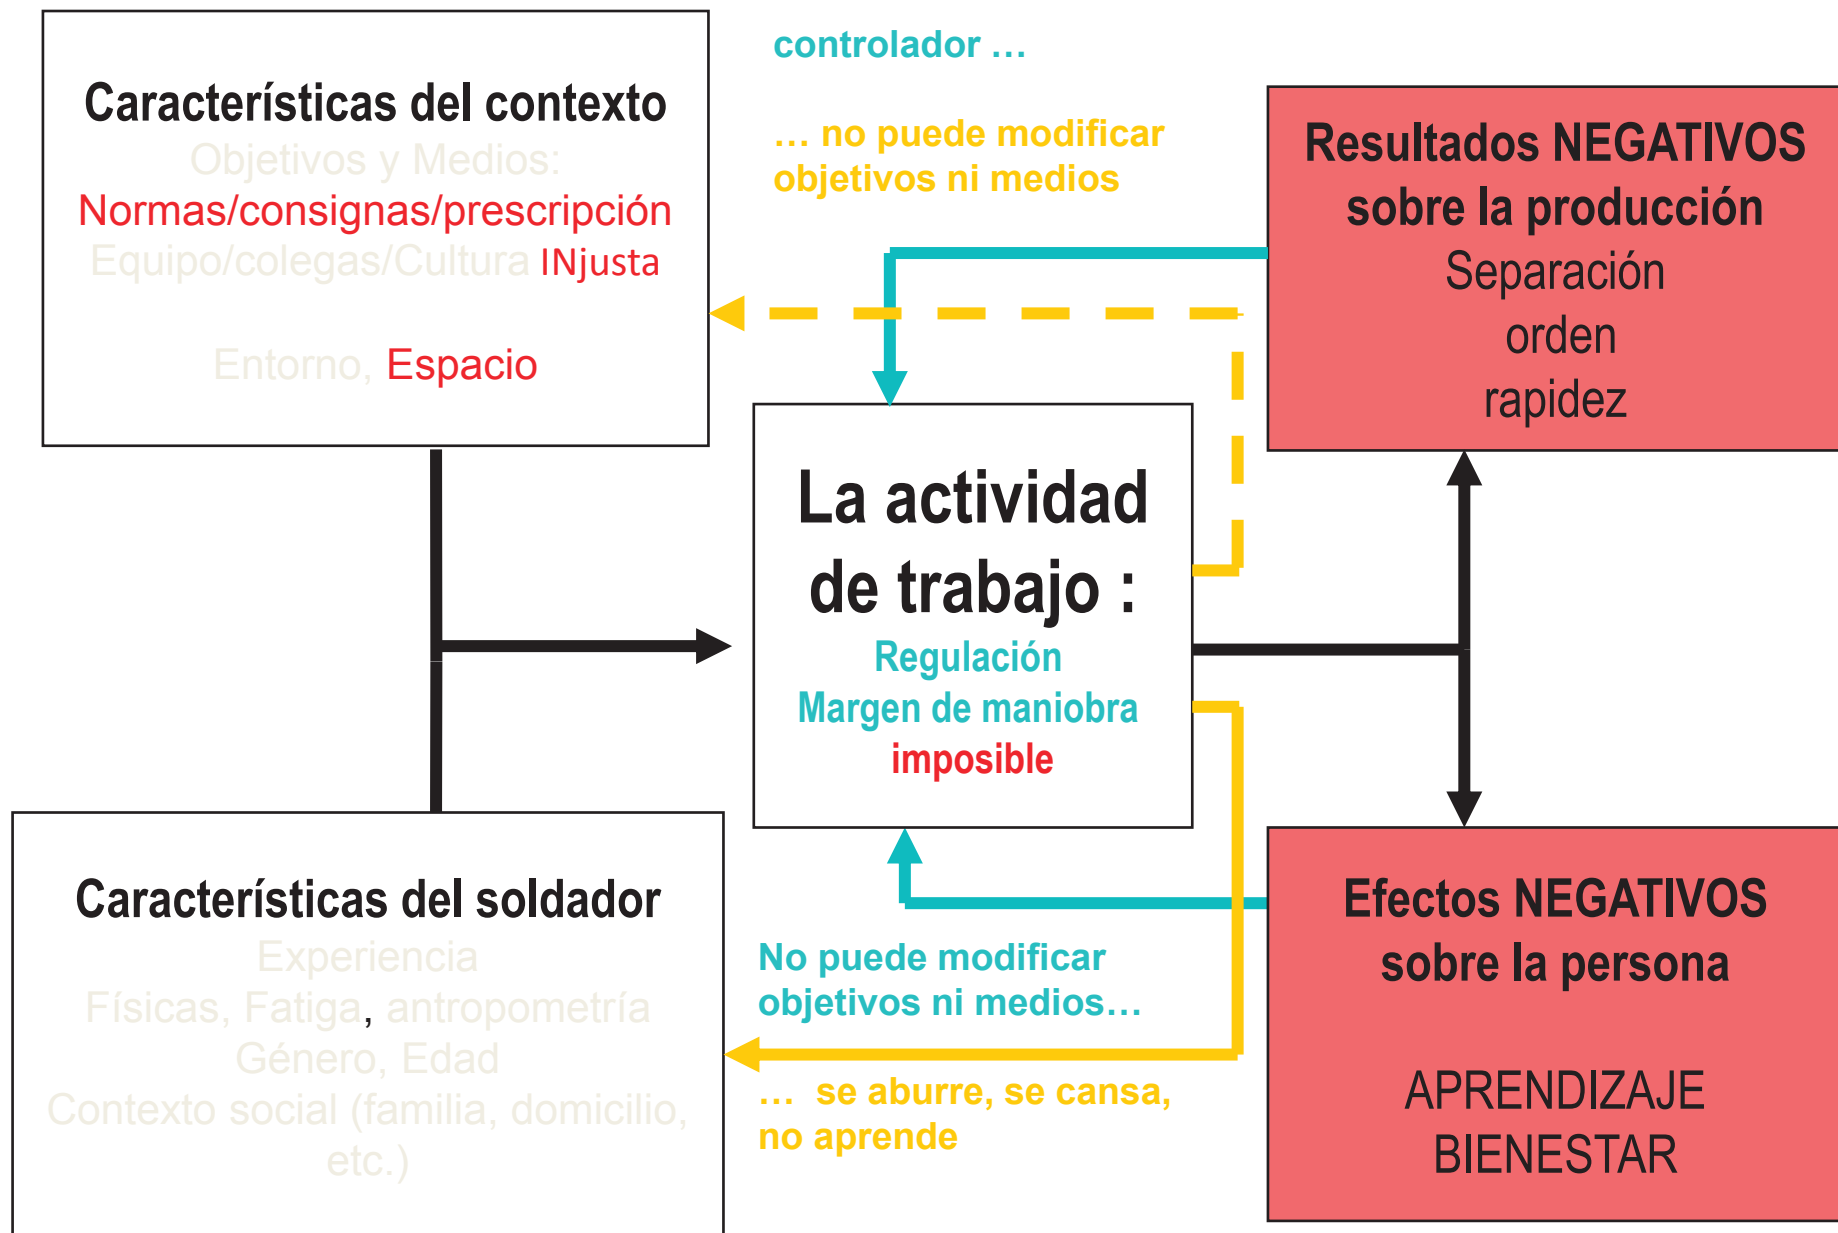 Características del contexto
Objetivos y Medios:
Normas/consignas/prescripción
Equipo/colegas/Cultura INjusta
Entorno, Espacio
controlador …
… no puede modificar
objetivos ni medios
Resultados NEGATIVOS
sobre la producción
Separación
orden
rapidez
La actividad
de trabajo :
Regulación
Margen de maniobra
imposible
Características del soldador
Experiencia
Físicas, Fatiga, antropometría
Género, Edad
Contexto social (familia, domicilio,
etc.)
No puede modificar
objetivos ni medios…
… se aburre, se cansa,
no aprende
Efectos NEGATIVOS
sobre la persona
APRENDIZAJE
BIENESTAR